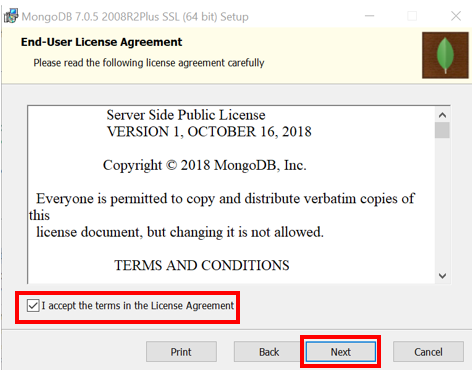 MongoDB 7.0.5 2008R2Plus SSL (64 bit) Setup
End-User License Agreement
Please read the following license agreement carefully
Server Side Public License
VERSION 1, OCTOBER 16, 2018
Copyright © 2018 MongoDB, Inc.
Everyone is permitted to copy and distribute verbatim copies of
this
license document, but changing it is not allowed.
TERMS AND CONDITIONS
I accept the terms in the License Agreement
Print Back Next Cancel